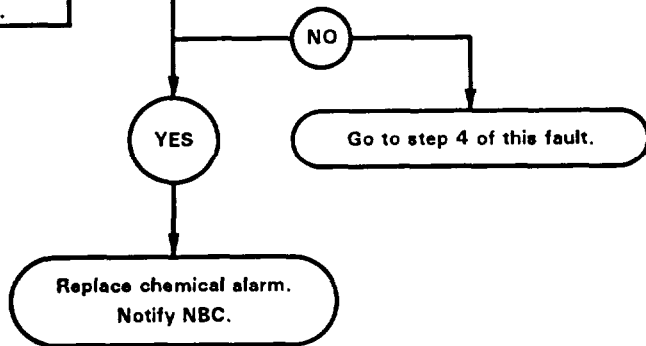 .
NO
YES
Go to step 4 of this fault.
Replace chemical alarm.
Notify NBC.